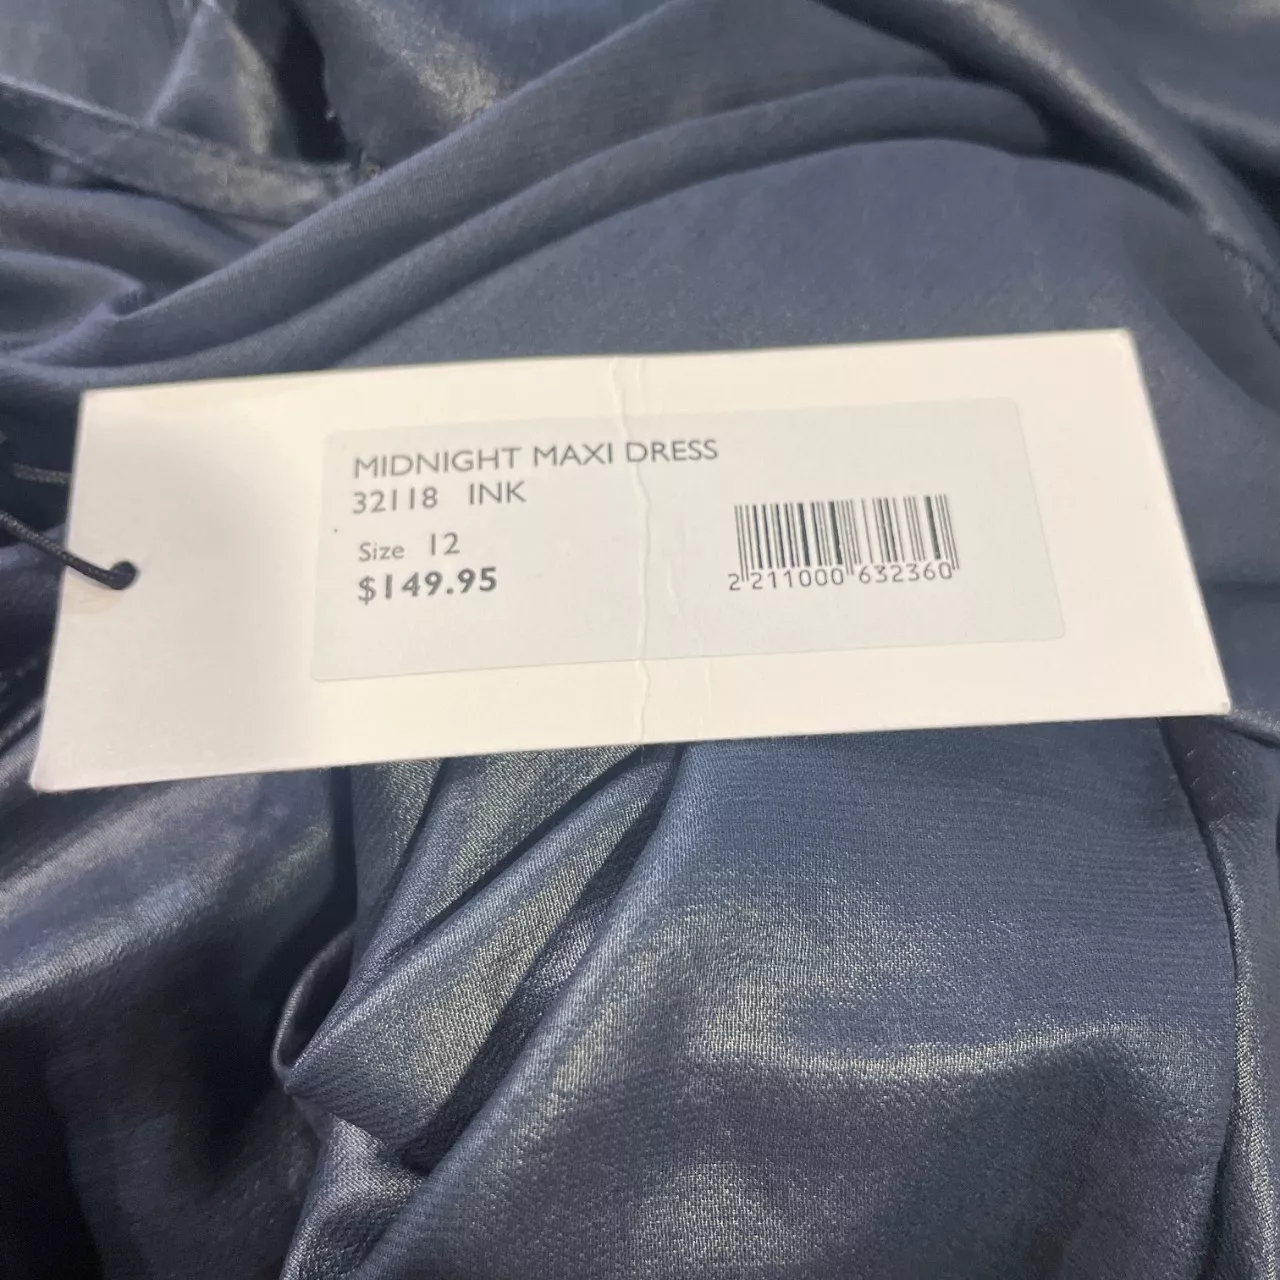 MIDNIGHT MAXI DRESS
32118 INK
Size 12
$149.95
2 211000 632360